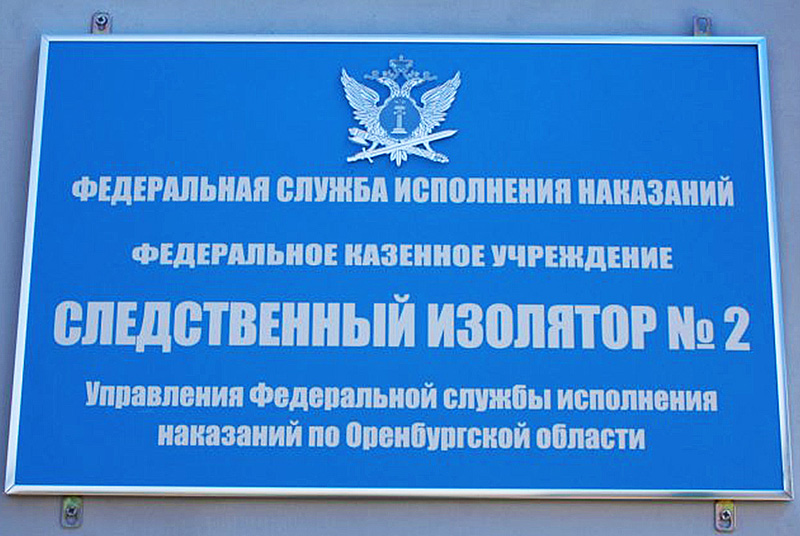 ФЕДЕРАЛЬНАЯ СЛУЖБА ИСПОЛНЕНИЯ НАКАЗАНИЙ
ФЕДЕРАЛЬНОЕ КАЗЕННОЕ УЧРЕЖДЕНИЕ
СЛЕДСТВЕННЫЙ ИЗОЛЯТОР № 2
Управления Федеральной службы исполнения
наказаний по Оренбургской области